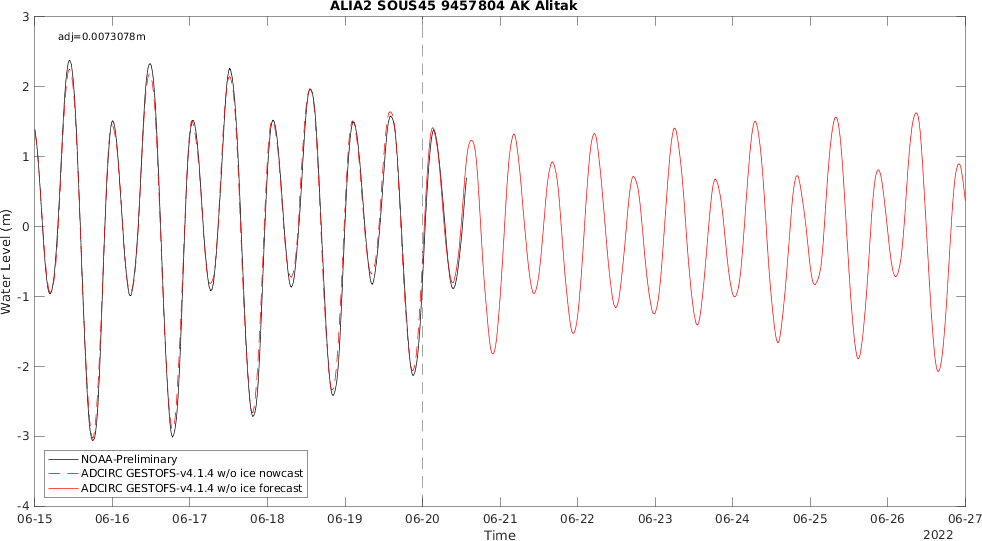 ALIA2 SOUS45 9457804 AK Alitak
adj=0.0073078m
3
2
1
0
-1
-2
-3
-4
Water Level (m)
NOAA-Preliminary
ADCIRC GESTOFS-v4.1.4 w/o ice nowcast
ADCIRC GESTOFS-v4.1.4 w/o ice forecast
06-15 06-16 06-17 06-18 06-19 06-20 06-21 06-22 06-23 06-24 06-25 06-26 06-27
Time
2022